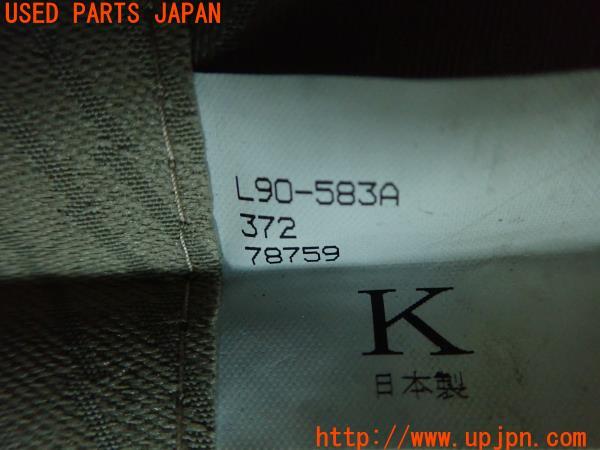 USED PARTS JAPAN
L90-583A
372
78759
K
日本製
http://www.upjpn.com